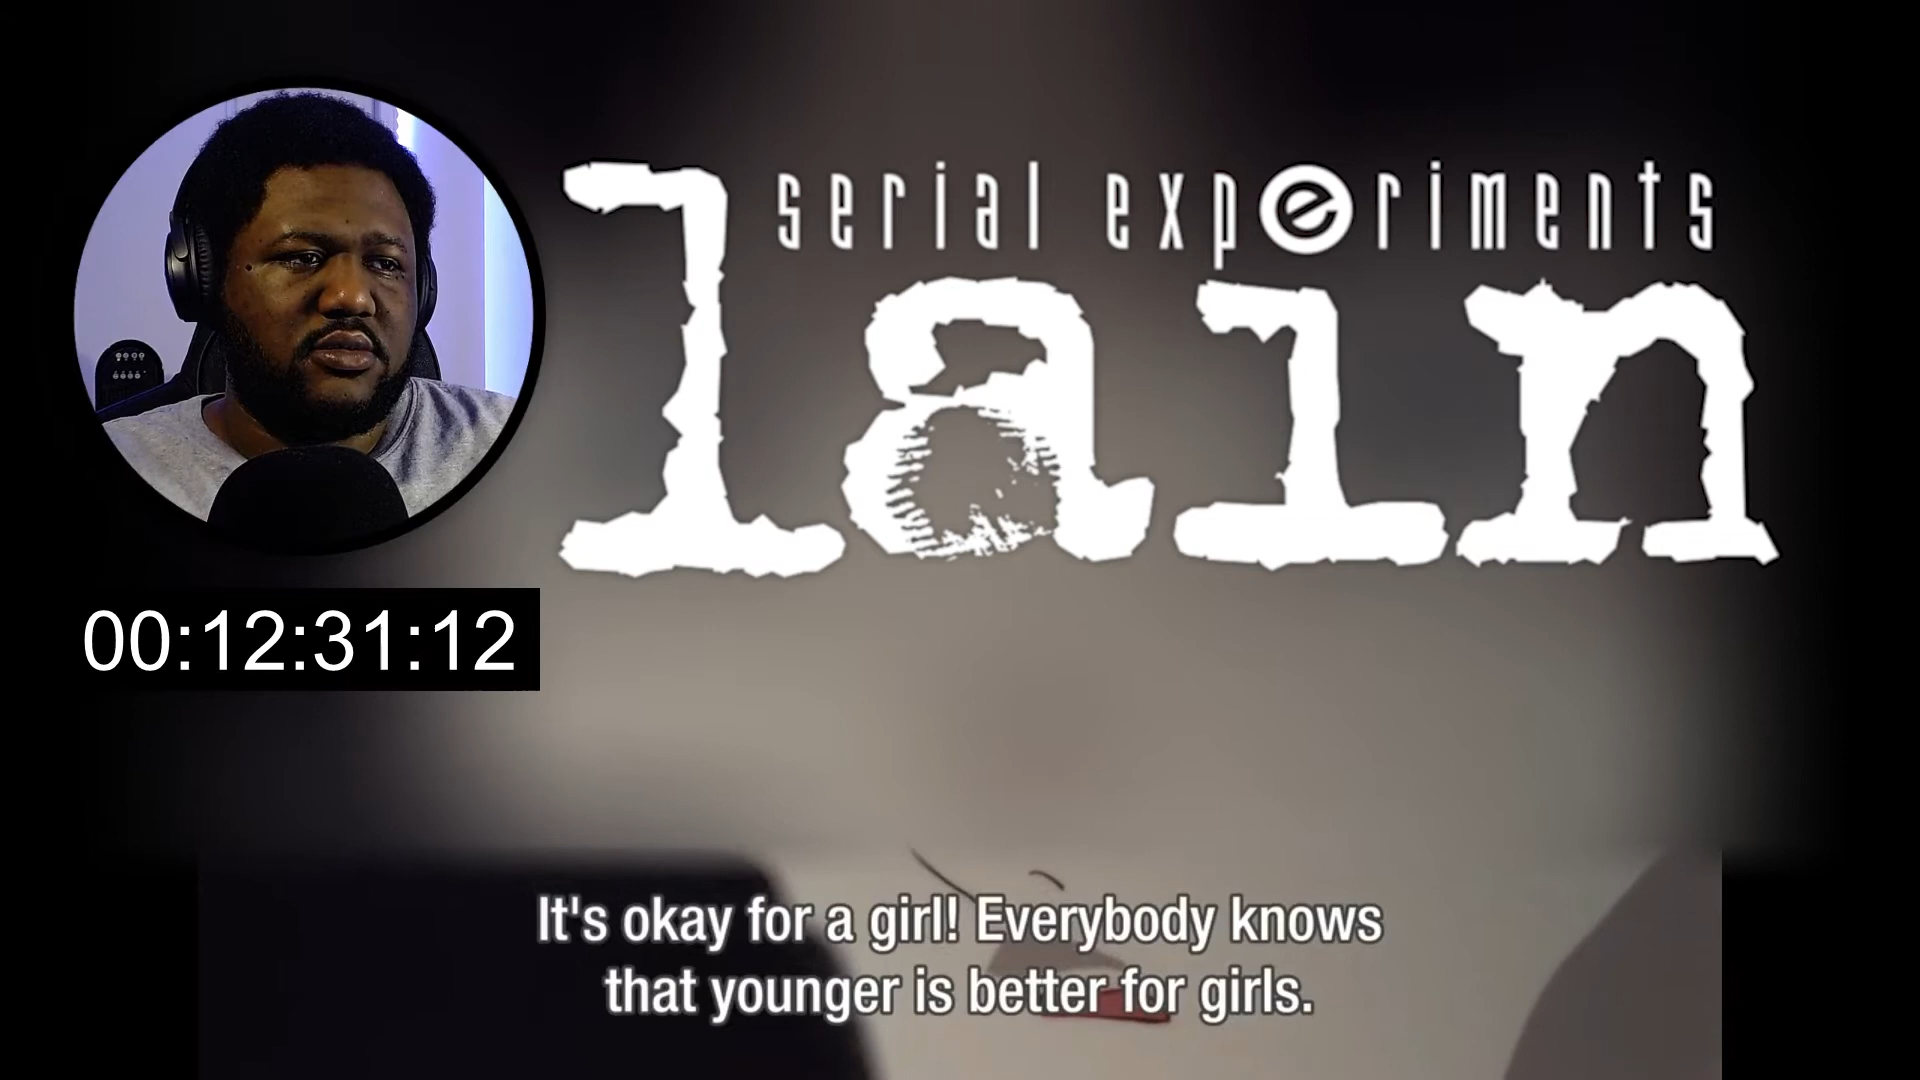 serial experiments
lain
00:12:31:12
It's okay for a girl! Everybody knows
that younger is better for girls.